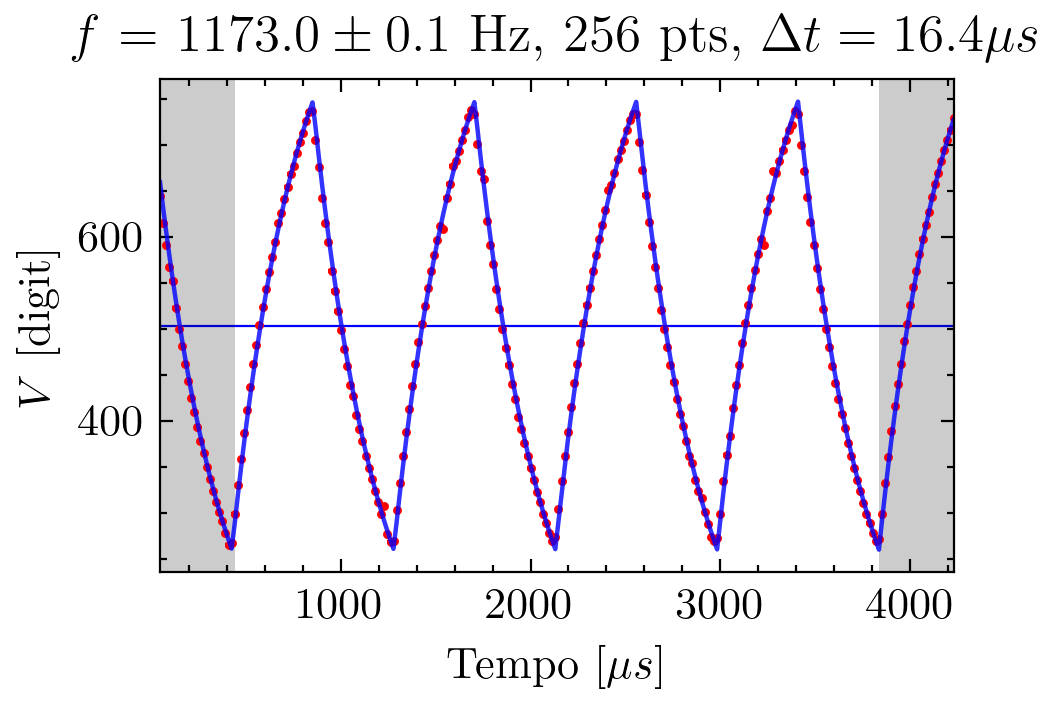 f = 1173.0 ± 0.1 Hz, 256 pts, Δt = 16.4μs
600
400
V [digit]
1000 2000 3000 4000
Tempo [μs]